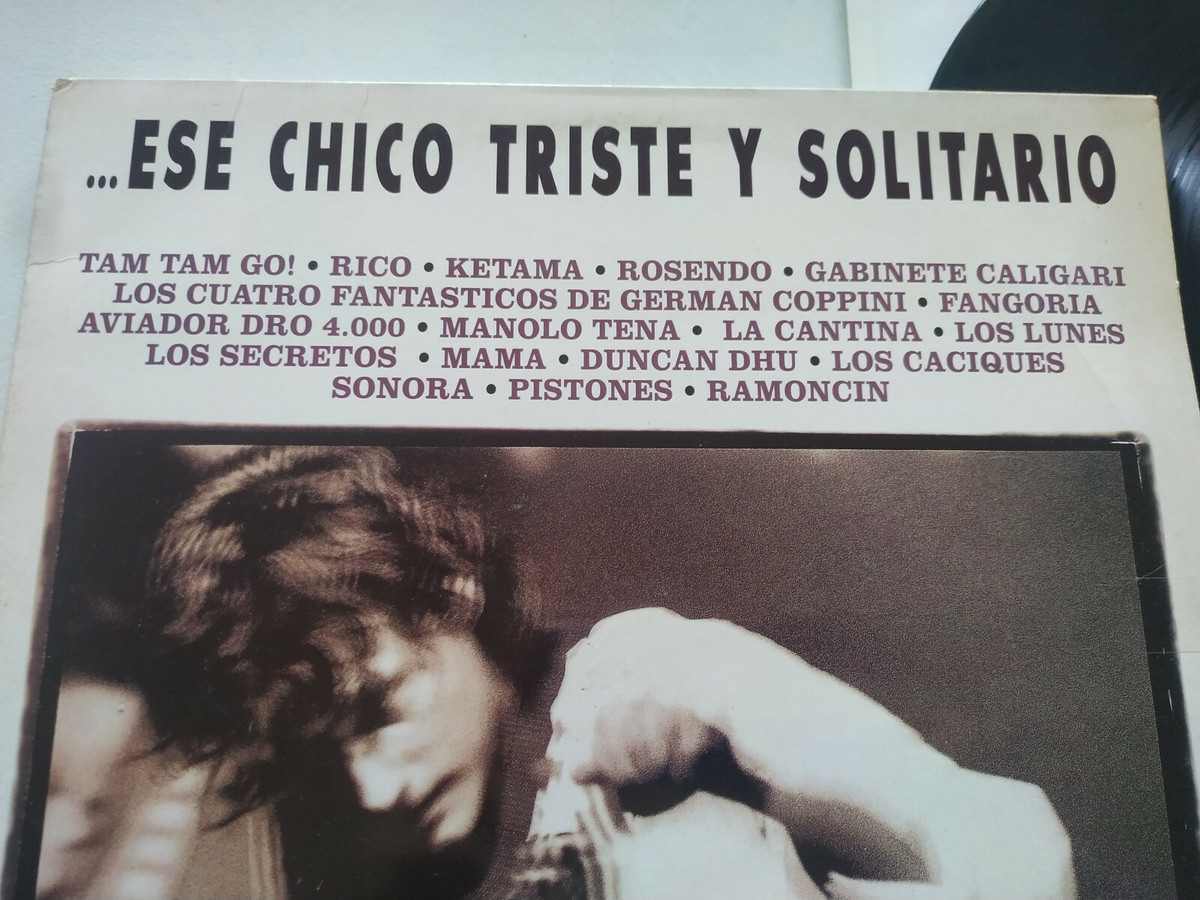 ...ESE CHICO TRISTE Y SOLITARIO
TAM TAM GO! • RICO • KETAMA • ROSENDO • GABINETE CALIGARI
LOS CUATRO FANTASTICOS DE GERMAN COPPINI • FANGORIA
AVIADOR DRO 4.000 • MANOLO TENA • LA CANTINA • LOS LUNES
LOS SECRETOS • MAMA • DUNCAN DHU • LOS CACIQUES
SONORA • PISTONES • RAMONCIN